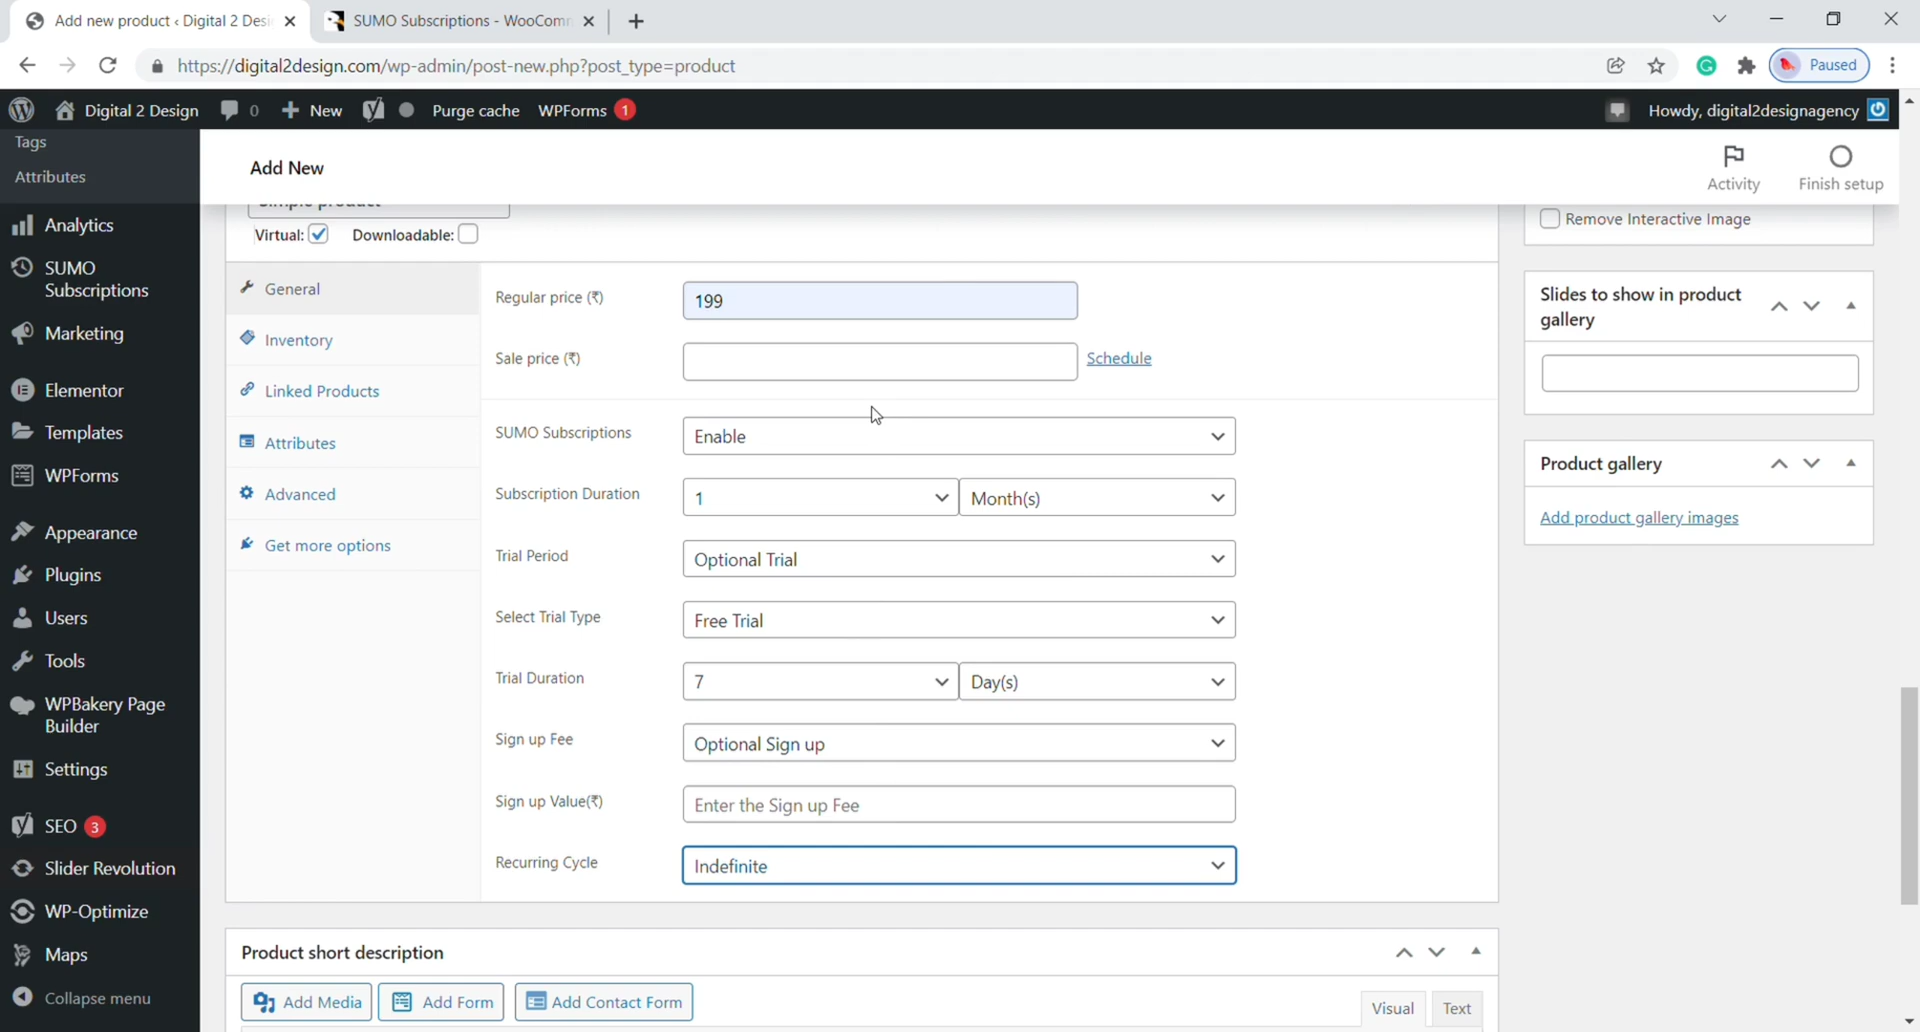 Add new product ‹ Digital 2 Desi
SUMO Subscriptions - WooComm
https://digital2design.com/wp-admin/post-new.php?post_type=product
Paused
Digital 2 Design
0
New
Purge cache
WPForms 1
Howdy, digital2designagency
Tags
Attributes
Analytics
SUMO
Subscriptions
Marketing
Elementor
Templates
WPForms
Appearance
Plugins
Users
Tools
WPBakery Page
Builder
Settings
SEO 3
Slider Revolution
WP-Optimize
Maps
Collapse menu
Add New
Activity
Finish setup
Simple product
Virtual:
Downloadable:
General
Inventory
Linked Products
Attributes
Advanced
Get more options
Regular price (₹)
199
Sale price (₹)
Schedule
SUMO Subscriptions
Enable
Subscription Duration
1
Month(s)
Trial Period
Optional Trial
Select Trial Type
Free Trial
Trial Duration
7
Day(s)
Sign up Fee
Optional Sign up
Sign up Value(₹)
Enter the Sign up Fee
Recurring Cycle
Indefinite
Product short description
Add Media
Add Form
Add Contact Form
Visual
Text
Remove Interactive Image
Slides to show in product
gallery
Product gallery
Add product gallery images